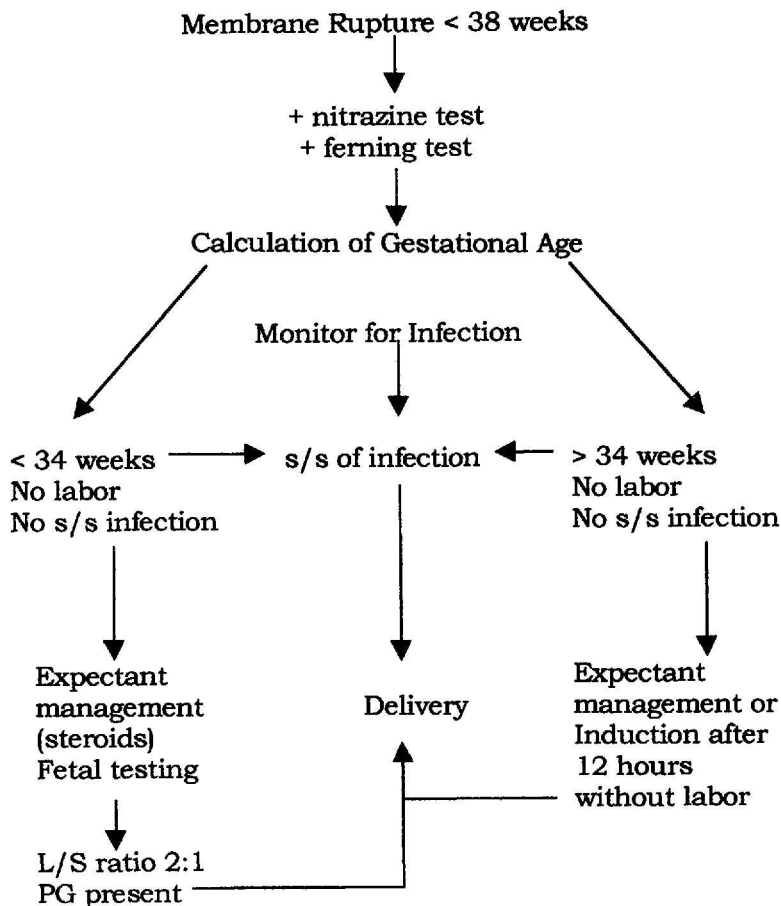 Membrane Rupture < 38 weeks
+ nitrazine test
+ ferning test
Calculation of Gestational Age
Monitor for Infection
< 34 weeks
No labor
No s/s infection
s/s of infection
> 34 weeks
No labor
No s/s infection
Expectant
management
(steroids)
Fetal testing
Delivery
Expectant
management or
Induction after
12 hours
without labor
L/S ratio 2:1
PG present